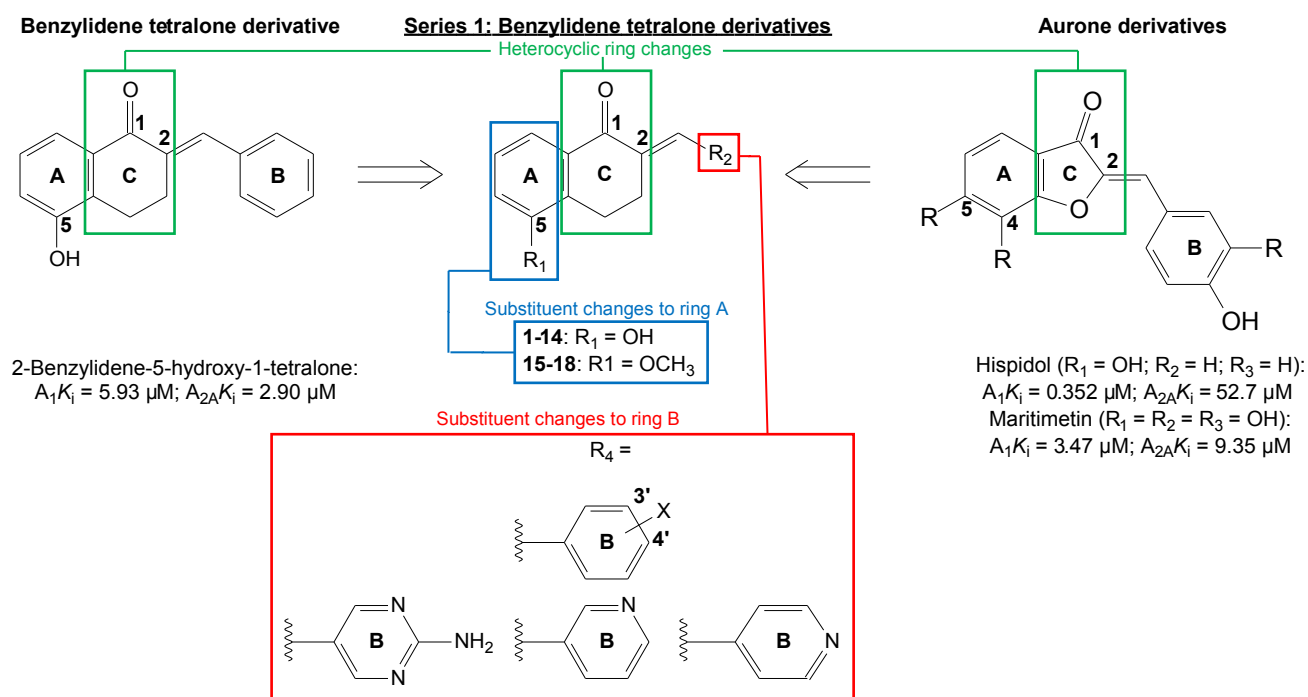 Benzylidene tetralone derivative
Series 1: Benzylidene tetralone derivatives
Aurone derivatives
Heterocyclic ring changes
O
1
2
A
C
B
5
OH
O
1
2
R2
A
C
5
R1
O
1
2
A
C
B
O
5
4
R
R
R
OH
Substituent changes to ring A
1-14: R1 = OH
15-18: R1 = OCH3
2-Benzylidene-5-hydroxy-1-tetralone:
A1Ki = 5.93 µM; A2AKi = 2.90 µM
Hispidol (R1 = OH; R2 = H; R3 = H):
A1Ki = 0.352 µM; A2AKi = 52.7 µM
Maritimetin (R1 = R2 = R3 = OH):
A1Ki = 3.47 µM; A2AKi = 9.35 µM
Substituent changes to ring B
R4 =
3'
X
B
4'
N
B
NH2
N
N
B
B
N